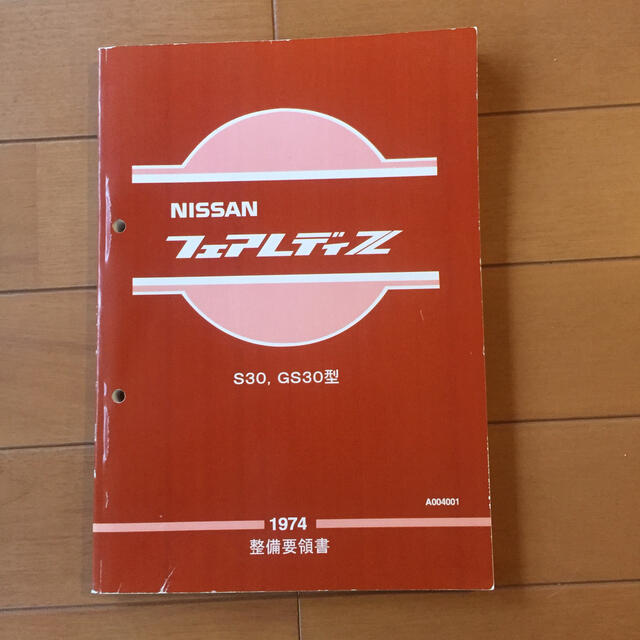 NISSAN
フェアレディZ
S30, GS30型
A004001
1974
整備要領書